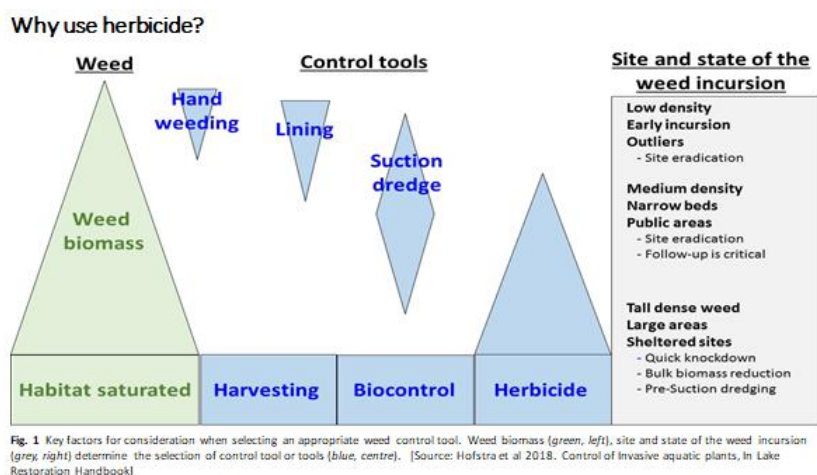 Why use herbicide?
Weed
Control tools
Site and state of the
weed incursion
Hand
weeding
Lining
Suction
dredge
Weed
biomass
Low density
Early incursion
Outliers
- Site eradication
Medium density
Narrow beds
Public areas
- Site eradication
- Follow-up is critical
Tall dense weed
Large areas
Sheltered sites
- Quick knockdown
- Bulk biomass reduction
- Pre-Suction dredging
Habitat saturated
Harvesting
Biocontrol
Herbicide
Fig. 1 Key factors for consideration when selecting an appropriate weed control tool. Weed biomass (green, left), site and state of the weed incursion
(grey, right) determine the selection of control tool or tools (blue, centre). [Source: Hofstra et al 2018. Control of Invasive aquatic plants, In Lake
Restoration Handbook]